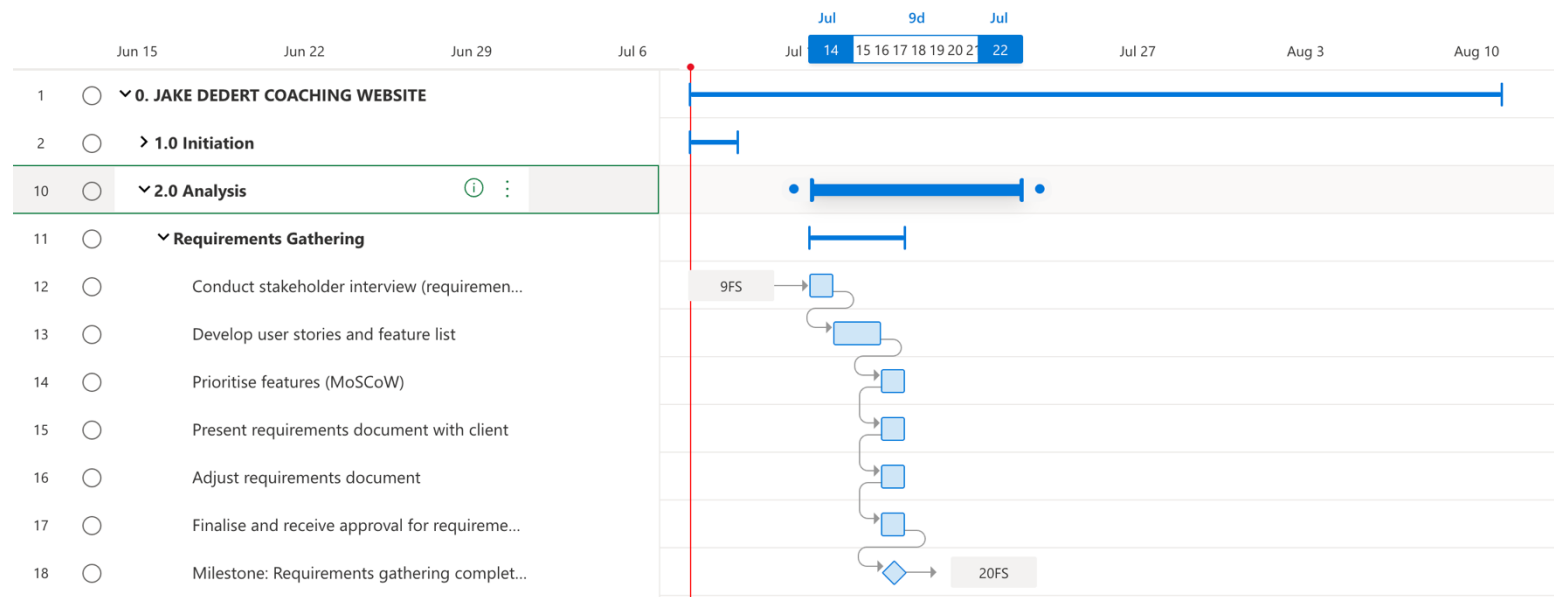 Jul 9d Jul
Jun 15 Jun 22 Jun 29 Jul 6 Jul 14 15 16 17 18 19 20 21 22 Jul 27 Aug 3 Aug 10
1 0. JAKE DEDERT COACHING WEBSITE
2 1.0 Initiation
10 2.0 Analysis
11 Requirements Gathering
12 Conduct stakeholder interview (requiremen... 9FS
13 Develop user stories and feature list
14 Prioritise features (MoSCoW)
15 Present requirements document with client
16 Adjust requirements document
17 Finalise and receive approval for requireme...
18 Milestone: Requirements gathering complet... 20FS